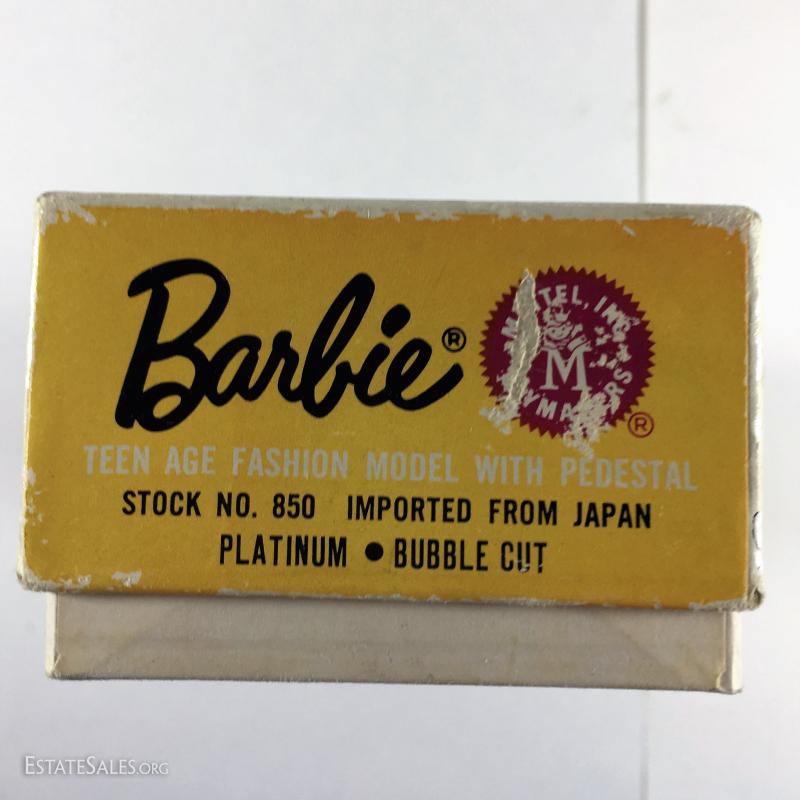 Barbie®
MATTEL, INC.
M
®
TEEN AGE FASHION MODEL WITH PEDESTAL
STOCK NO. 850 IMPORTED FROM JAPAN
PLATINUM • BUBBLE CUT
ESTATESALES.ORG